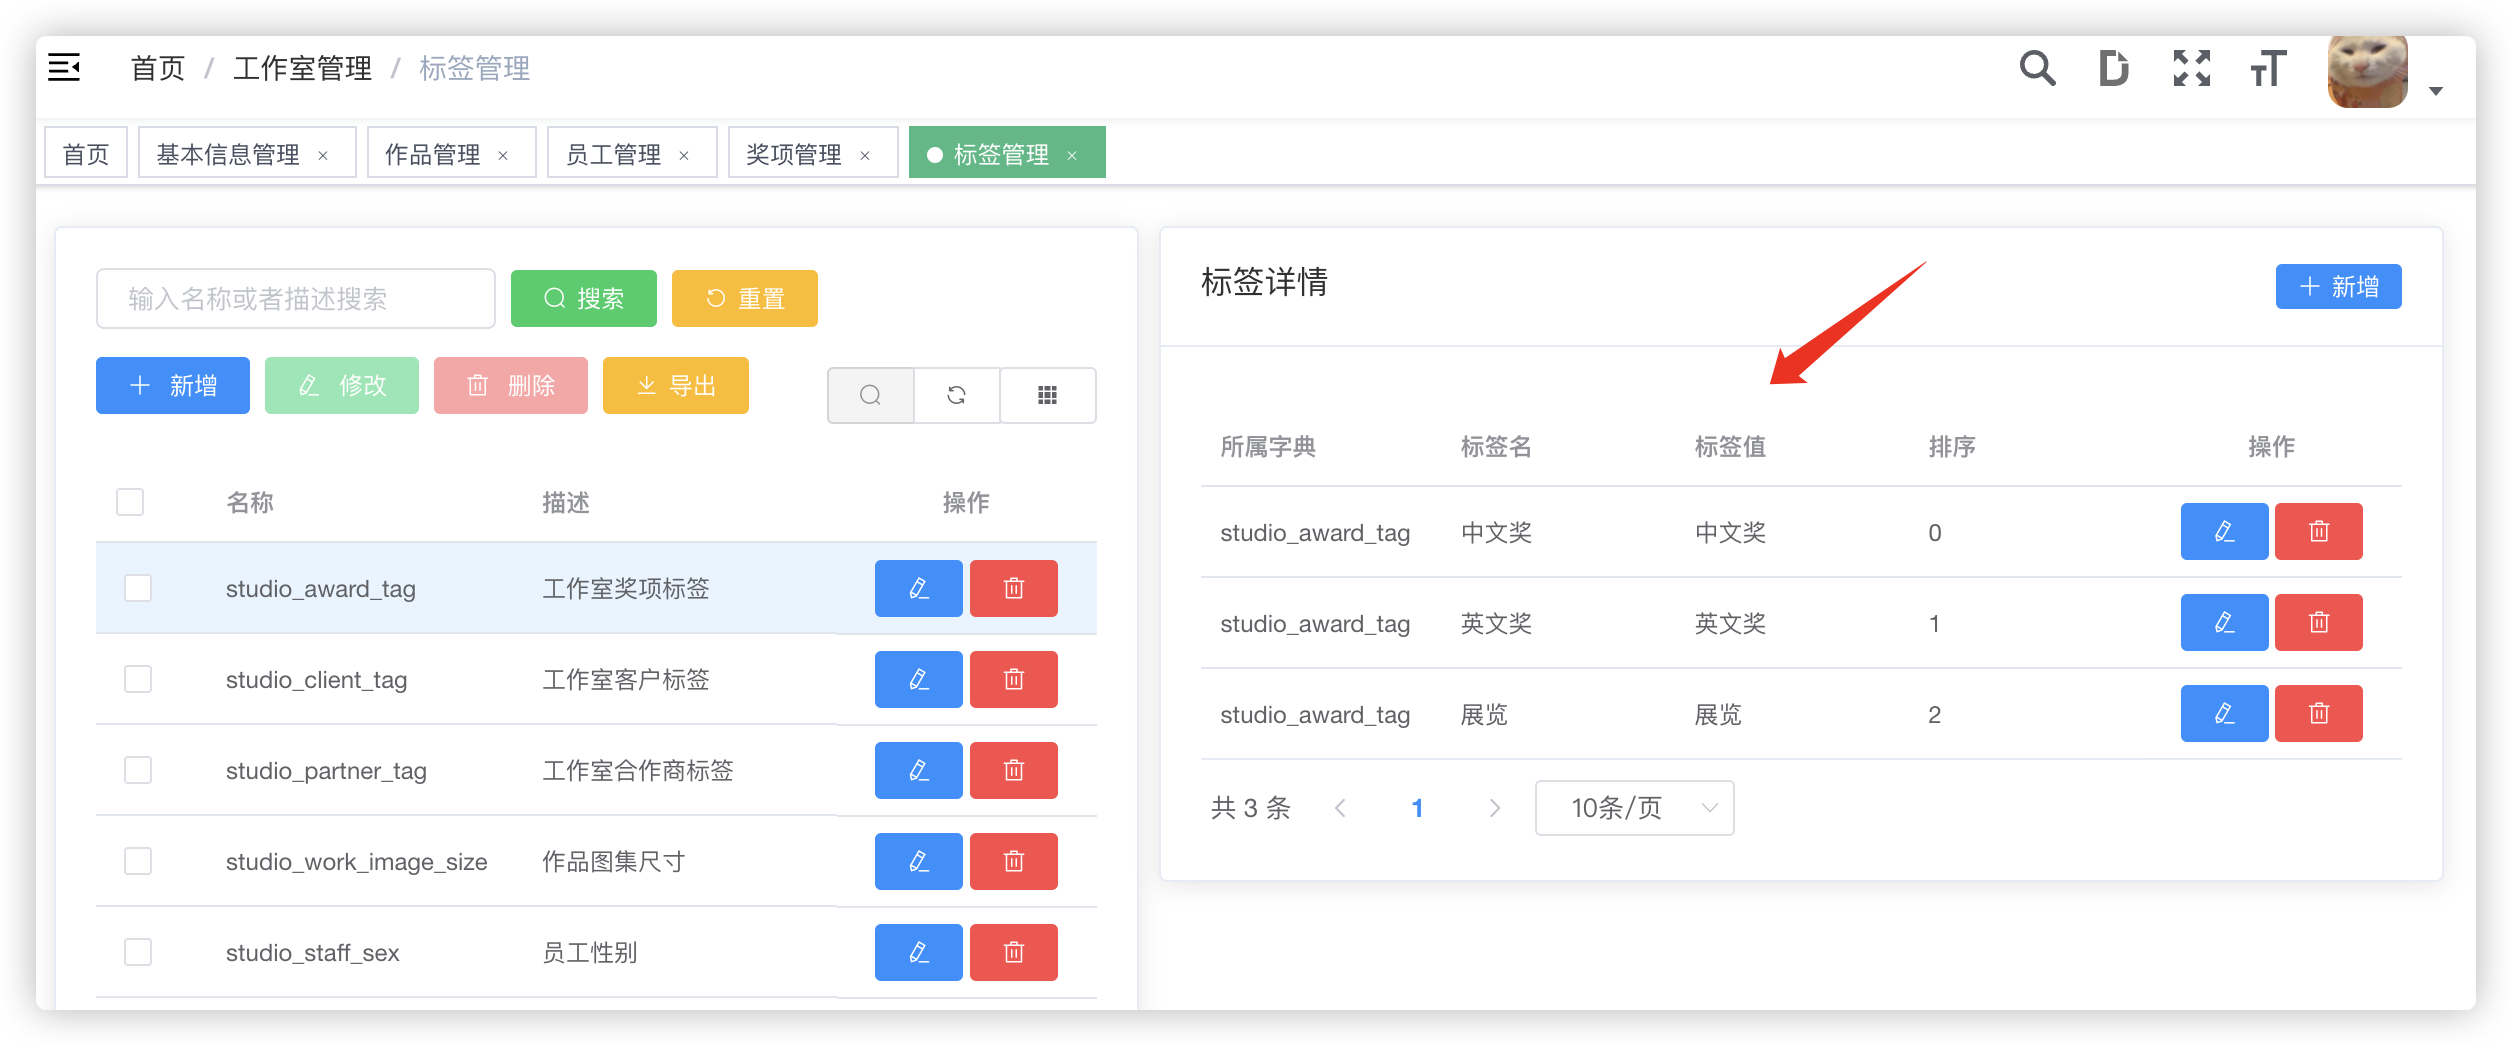 首页 / 工作室管理 / 标签管理
首页 基本信息管理 × 作品管理 × 员工管理 × 奖项管理 × 标签管理 ×
输入名称或者描述搜索 搜索 重置
新增 修改 删除 导出
名称 描述 操作
studio_award_tag 工作室奖项标签
studio_client_tag 工作室客户标签
studio_partner_tag 工作室合作商标签
studio_work_image_size 作品图集尺寸
studio_staff_sex 员工性别
标签详情 新增
所属字典 标签名 标签值 排序 操作
studio_award_tag 中文奖 中文奖 0
studio_award_tag 英文奖 英文奖 1
studio_award_tag 展览 展览 2
共 3 条 1 10条/页